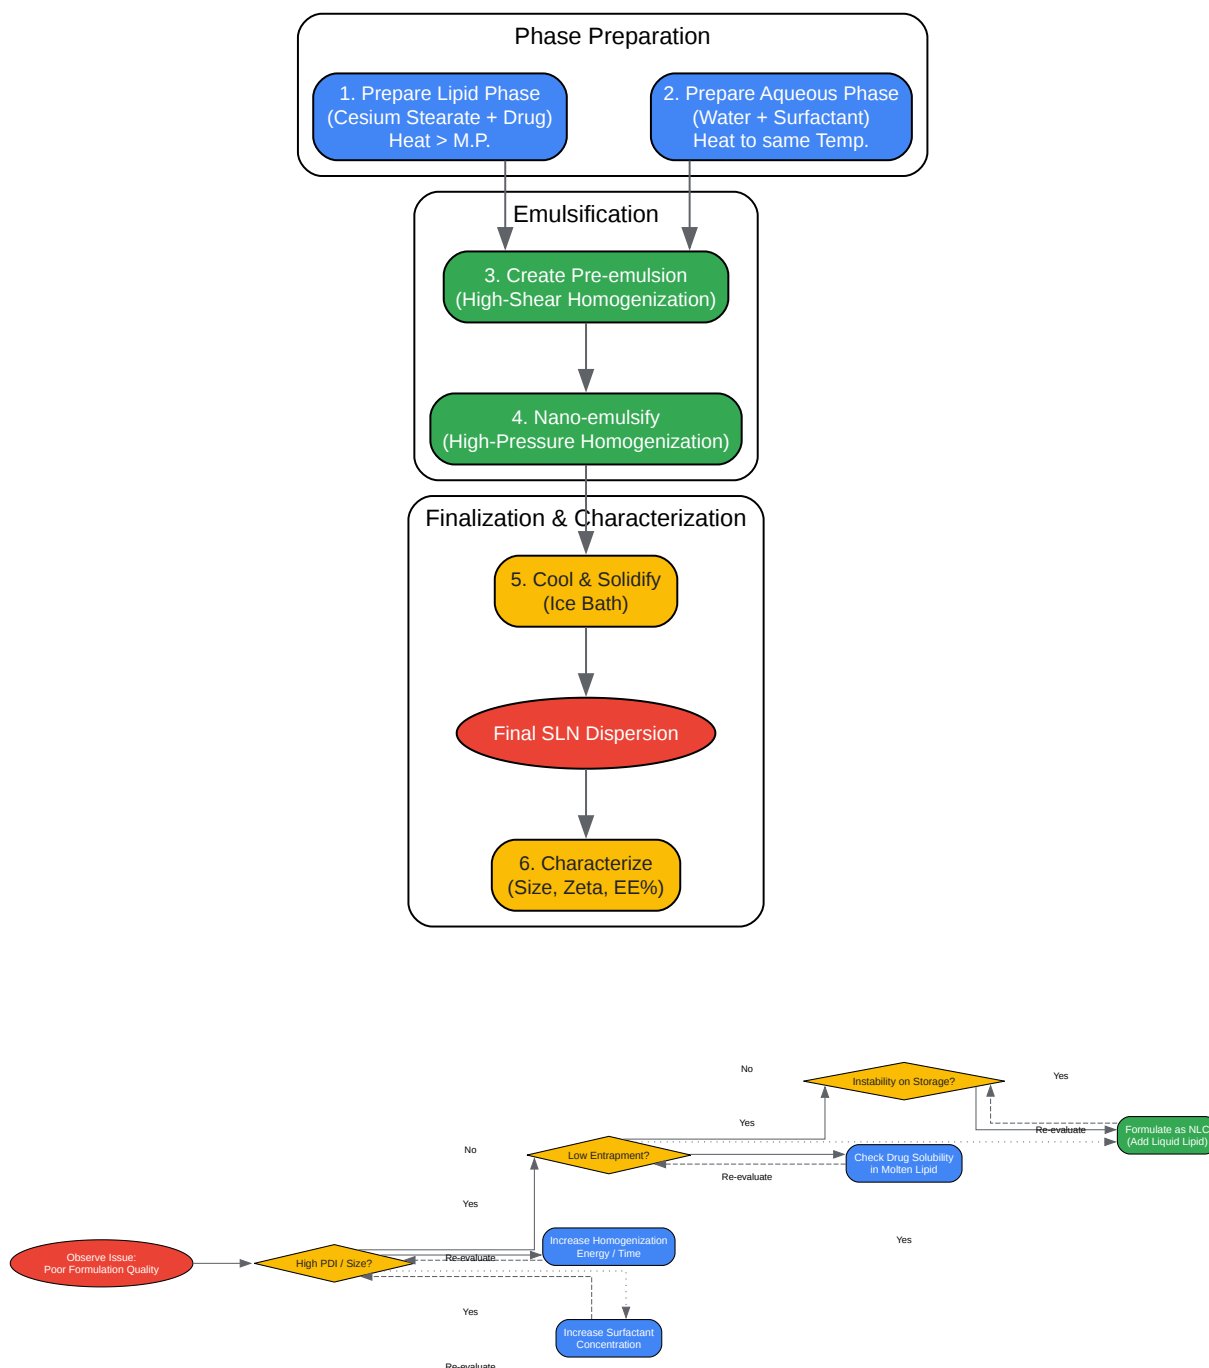 Phase Preparation
1. Prepare Lipid Phase
(Cesium Stearate + Drug)
Heat > M.P.
2. Prepare Aqueous Phase
(Water + Surfactant)
Heat to same Temp.
Emulsification
3. Create Pre-emulsion
(High-Shear Homogenization)
4. Nano-emulsify
(High-Pressure Homogenization)
Finalization & Characterization
5. Cool & Solidify
(Ice Bath)
Final SLN Dispersion
6. Characterize
(Size, Zeta, EE%)
No
Instability on Storage?
Yes
Yes
Re-evaluate
Formulate as NLC
(Add Liquid Lipid)
No
Low Entrapment?
Check Drug Solubility
in Molten Lipid
Re-evaluate
Yes
Increase Homogenization
Energy / Time
Yes
Observe Issue:
Poor Formulation Quality
High PDI / Size?
Re-evaluate
Yes
Increase Surfactant
Concentration
Re-evaluate